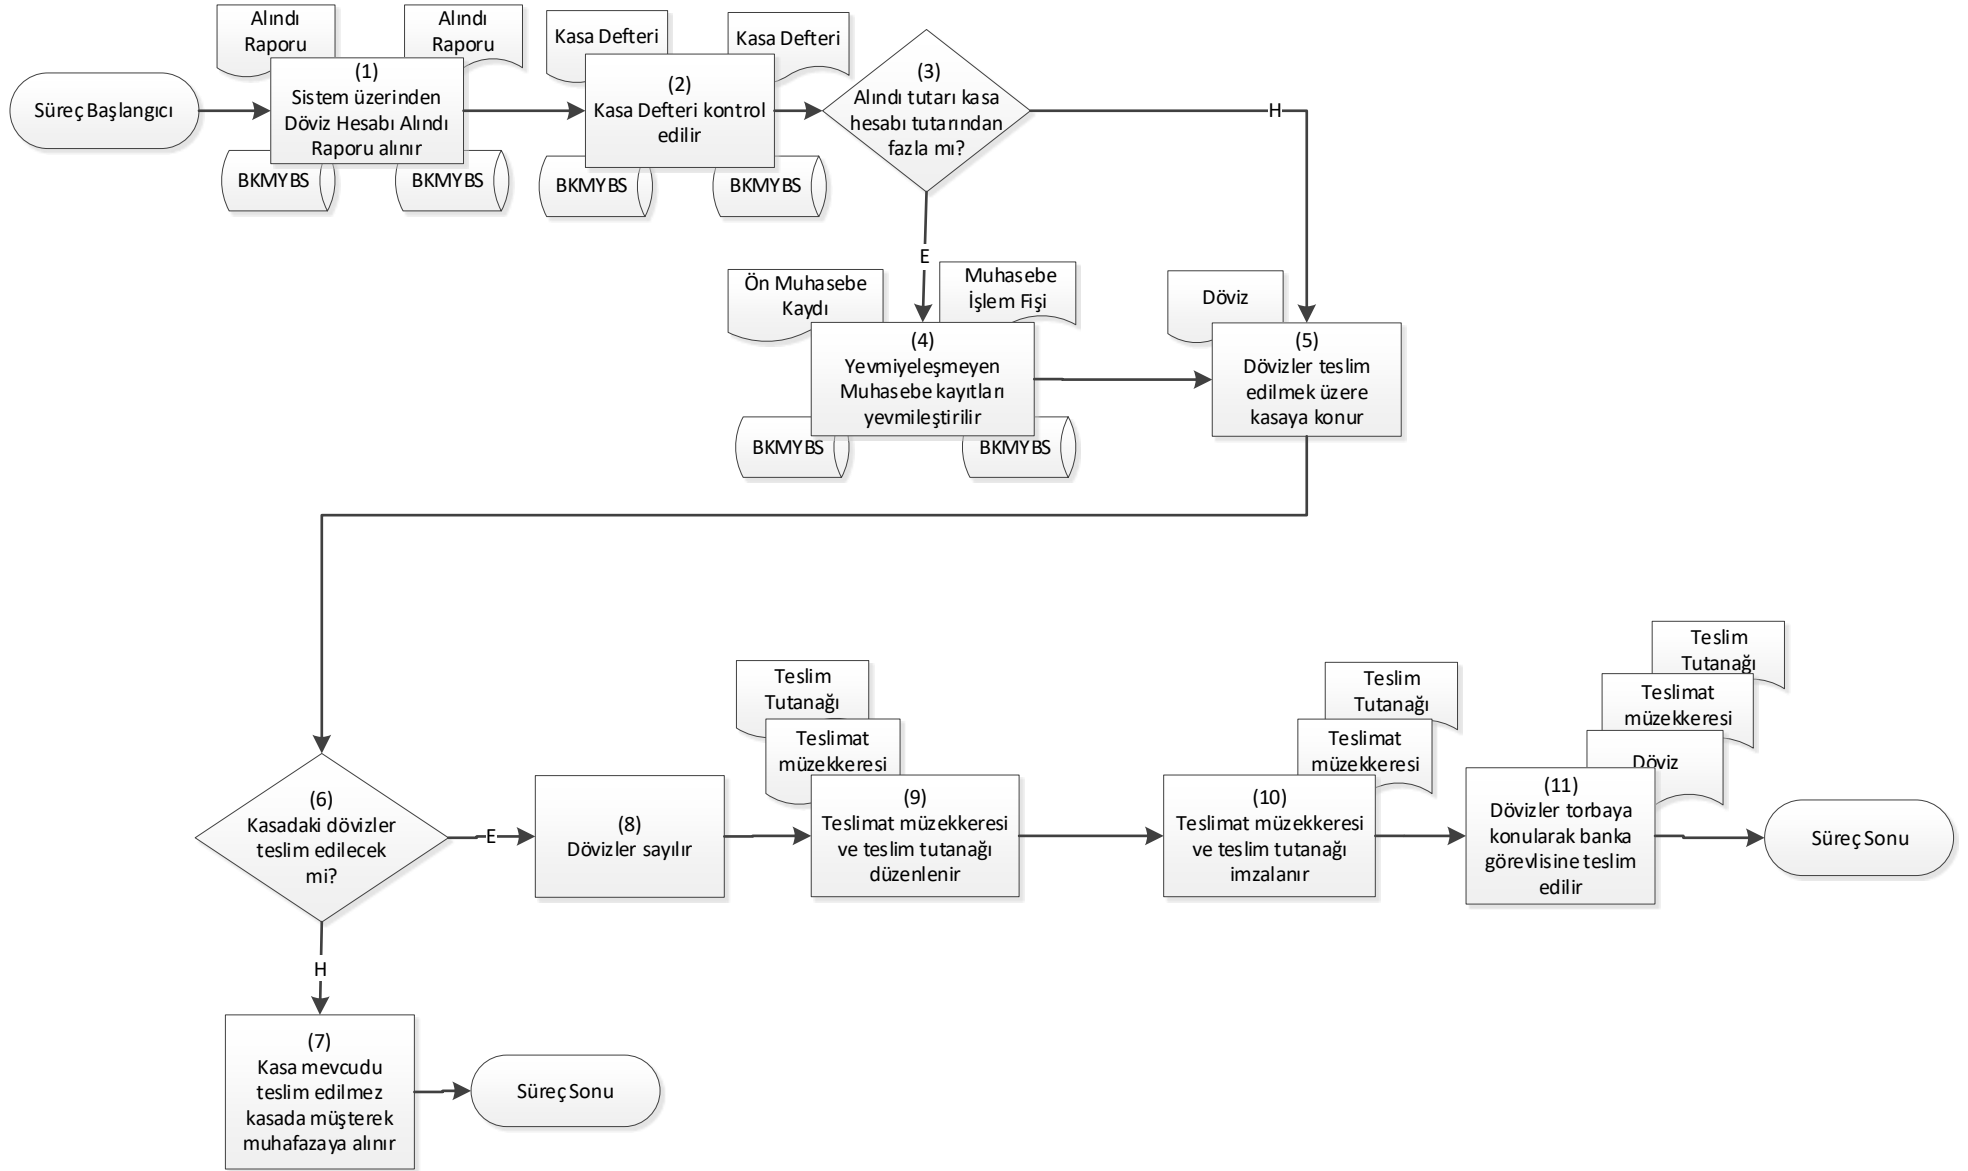 Alındı
Raporu
Alındı
Raporu
Kasa Defteri
Kasa Defteri
Süreç Başlangıcı
(1)
Sistem üzerinden
Döviz Hesabı Alındı
Raporu alınır
BKMYBS
BKMYBS
(2)
Kasa Defteri kontrol
edilir
BKMYBS
BKMYBS
(3)
Alındı tutarı kasa
hesabı tutarından
fazla mı?
H
E
Ön Muhasebe
Kaydı
Muhasebe
İşlem Fişi
(4)
Yevmiyeleşmeyen
Muhasebe kayıtları
yevmileştirilir
BKMYBS
BKMYBS
Döviz
(5)
Dövizler teslim
edilmek üzere
kasaya konur
(6)
Kasadaki dövizler
teslim edilecek
mi?
E
H
(7)
Kasa mevcudu
teslim edilmez
kasada müşterek
muhafazaya alınır
Süreç Sonu
(8)
Dövizler sayılır
Teslim
Tutanağı
Teslimat
müzekkeresi
(9)
Teslimat müzekkeresi
ve teslim tutanağı
düzenlenir
Teslim
Tutanağı
Teslimat
müzekkeresi
(10)
Teslimat müzekkeresi
ve teslim tutanağı
imzalanır
Teslim
Tutanağı
Teslimat
müzekkeresi
Döviz
(11)
Dövizler torbaya
konularak banka
görevlisine teslim
edilir
Süreç Sonu